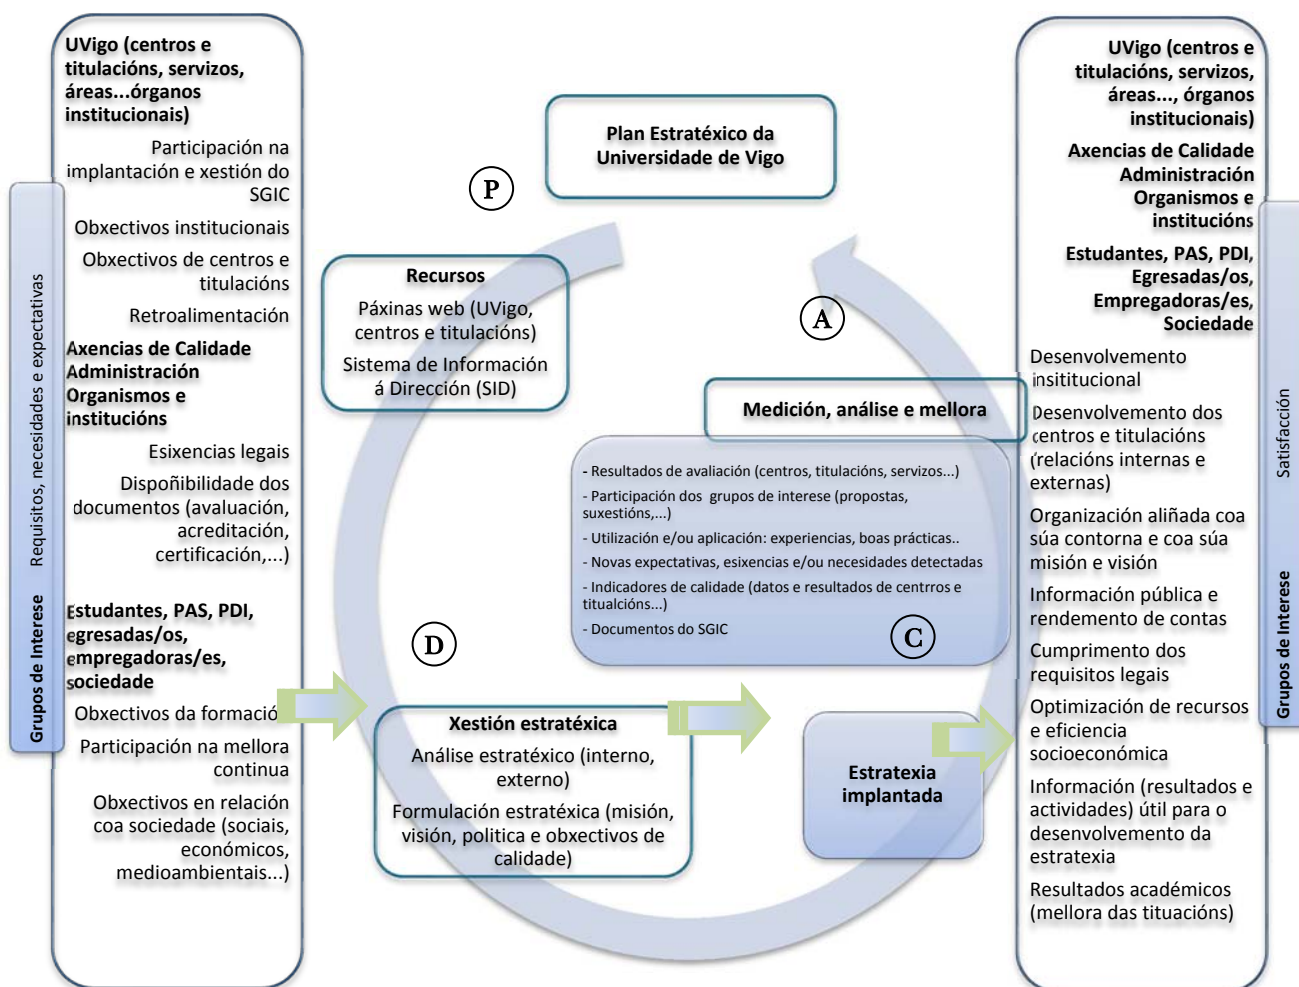 UVigo (centros e
titulacións, servizos,
áreas...órganos
institucionais)
Participación na
implantación e xestión do
SGIC
Obxectivos institucionais
Obxectivos de centros e
titulacións
Retroalimentación
Axencias de Calidade
Administración
Organismos e
institucións
Esixencias legais
Dispoñibilidade dos
documentos (avaluación,
acreditación,
certificación,...)
Estudantes, PAS, PDI,
egresadas/os,
empregadoras/es,
sociedade
Obxectivos da formación
Participación na mellora
continua
Obxectivos en relación
coa sociedade (sociais,
económicos,
medioambientais...)
Grupos de Interese Requisitos, necesidades e expectativas
Plan Estratéxico da
Universidade de Vigo
P
Recursos
Páxinas web (UVigo,
centros e titulacións)
Sistema de Información
á Dirección (SID)
A
Medición, análise e mellora
- Resultados de avaliación (centros, titulacións, servizos...)
- Participación dos grupos de interese (propostas,
suxestións,...)
- Utilización e/ou aplicación: experiencias, boas prácticas..
- Novas expectativas, esixencias e/ou necesidades detectadas
- Indicadores de calidade (datos e resultados de centrros e
titualcións...)
- Documentos do SGIC
C
D
Xestión estratéxica
Análise estratéxico (interno,
externo)
Formulación estratéxica (misión,
visión, politica e obxectivos de
calidade)
Estratexia
implantada
UVigo (centros e
titulacións, servizos,
áreas..., órganos
institucionais)
Axencias de Calidade
Administración
Organismos e
institucións
Estudantes, PAS, PDI,
Egresadas/os,
Empregadoras/es,
Sociedade
Desenvolvemento
insititucional
Desenvolvemento dos
centros e titulacións
(relacións internas e
externas)
Organización aliñada coa
súa contorna e coa súa
misión e visión
Información pública e
rendemento de contas
Cumprimento dos
requisitos legais
Optimización de recursos
e eficiencia
socioeconómica
Información (resultados e
actividades) útil para o
desenvolvemento da
estratexia
Resultados académicos
(mellora das tituacións)
Grupos de Interese Satisfacción